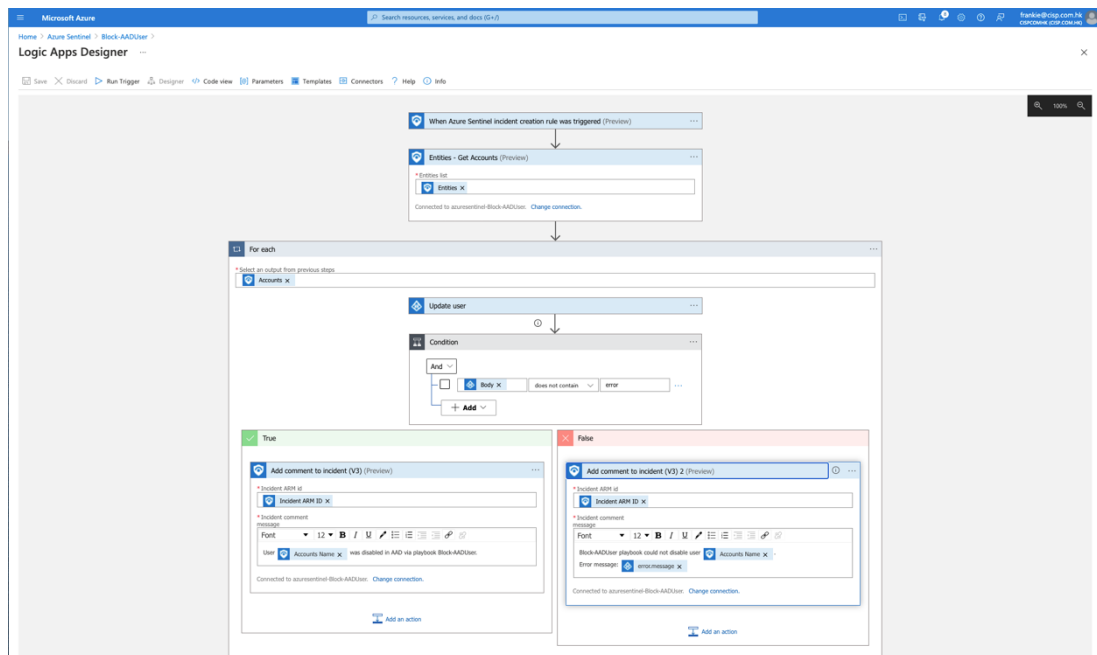 Microsoft Azure
Search resources, services, and docs (G+/)
frankie@cisp.com.hk
CISPCOMHK (CISP.COM.HK)
Home > Azure Sentinel > Block-AADUser >
Logic Apps Designer ...
Save Discard Run Trigger Designer </> Code view [@] Parameters Templates Connectors ? Help Info
100%
When Azure Sentinel incident creation rule was triggered (Preview) ...
Entities - Get Accounts (Preview) ...
* Entities list
Entities ×
Connected to azuresentinel-Block-AADUser. Change connection.
For each ...
* Select an output from previous steps
Accounts ×
Update user ...
Condition ...
And
Body × does not contain error ...
+ Add
True
False
Add comment to incident (V3) (Preview) ...
* Incident ARM id
Incident ARM ID ×
* Incident comment
message
Font 12 B I U
User Accounts Name × was disabled in AAD via playbook Block-AADUser.
Connected to azuresentinel-Block-AADUser. Change connection.
Add an action
Add comment to incident (V3) 2 (Preview) ...
* Incident ARM id
Incident ARM ID ×
* Incident comment
message
Font 12 B I U
Block-AADUser playbook could not disable user Accounts Name × .
Error message: error.message ×
Connected to azuresentinel-Block-AADUser. Change connection.
Add an action